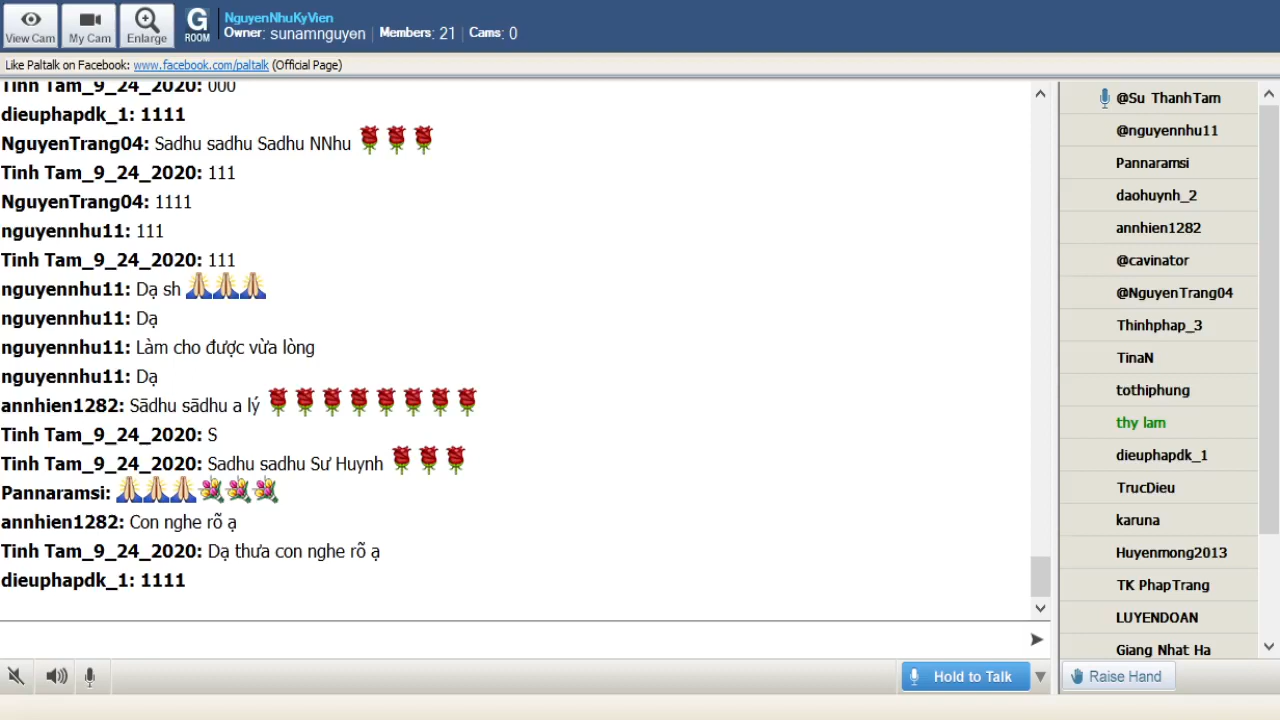 View Cam
My Cam
Enlarge
G
ROOM
NguyenNhuKyVien
Owner: sunamnguyen | Members: 21 | Cams: 0
Like Paltalk on Facebook: www.facebook.com/paltalk (Official Page)
Tinh Tam_9_24_2020: 000
dieuphapdk_1: 1111
NguyenTrang04: Sadhu sadhu Sadhu NNhu
Tinh Tam_9_24_2020: 111
NguyenTrang04: 1111
nguyennhu11: 111
Tinh Tam_9_24_2020: 111
nguyennhu11: Dạ sh
nguyennhu11: Dạ
nguyennhu11: Làm cho được vừa lòng
nguyennhu11: Dạ
annhien1282: Sādhu sādhu a lý
Tinh Tam_9_24_2020: S
Tinh Tam_9_24_2020: Sadhu sadhu Sư Huynh
Pannaramsi:
annhien1282: Con nghe rõ ạ
Tinh Tam_9_24_2020: Dạ thưa con nghe rõ ạ
dieuphapdk_1: 1111
@Su ThanhTam
@nguyennhu11
Pannaramsi
daohuynh_2
annhien1282
@cavinator
@NguyenTrang04
Thinhphap_3
TinaN
tothiphung
thy lam
dieuphapdk_1
TrucDieu
karuna
Huyenmong2013
TK PhapTrang
LUYENDOAN
Giang Nhat Ha
Hold to Talk
Raise Hand